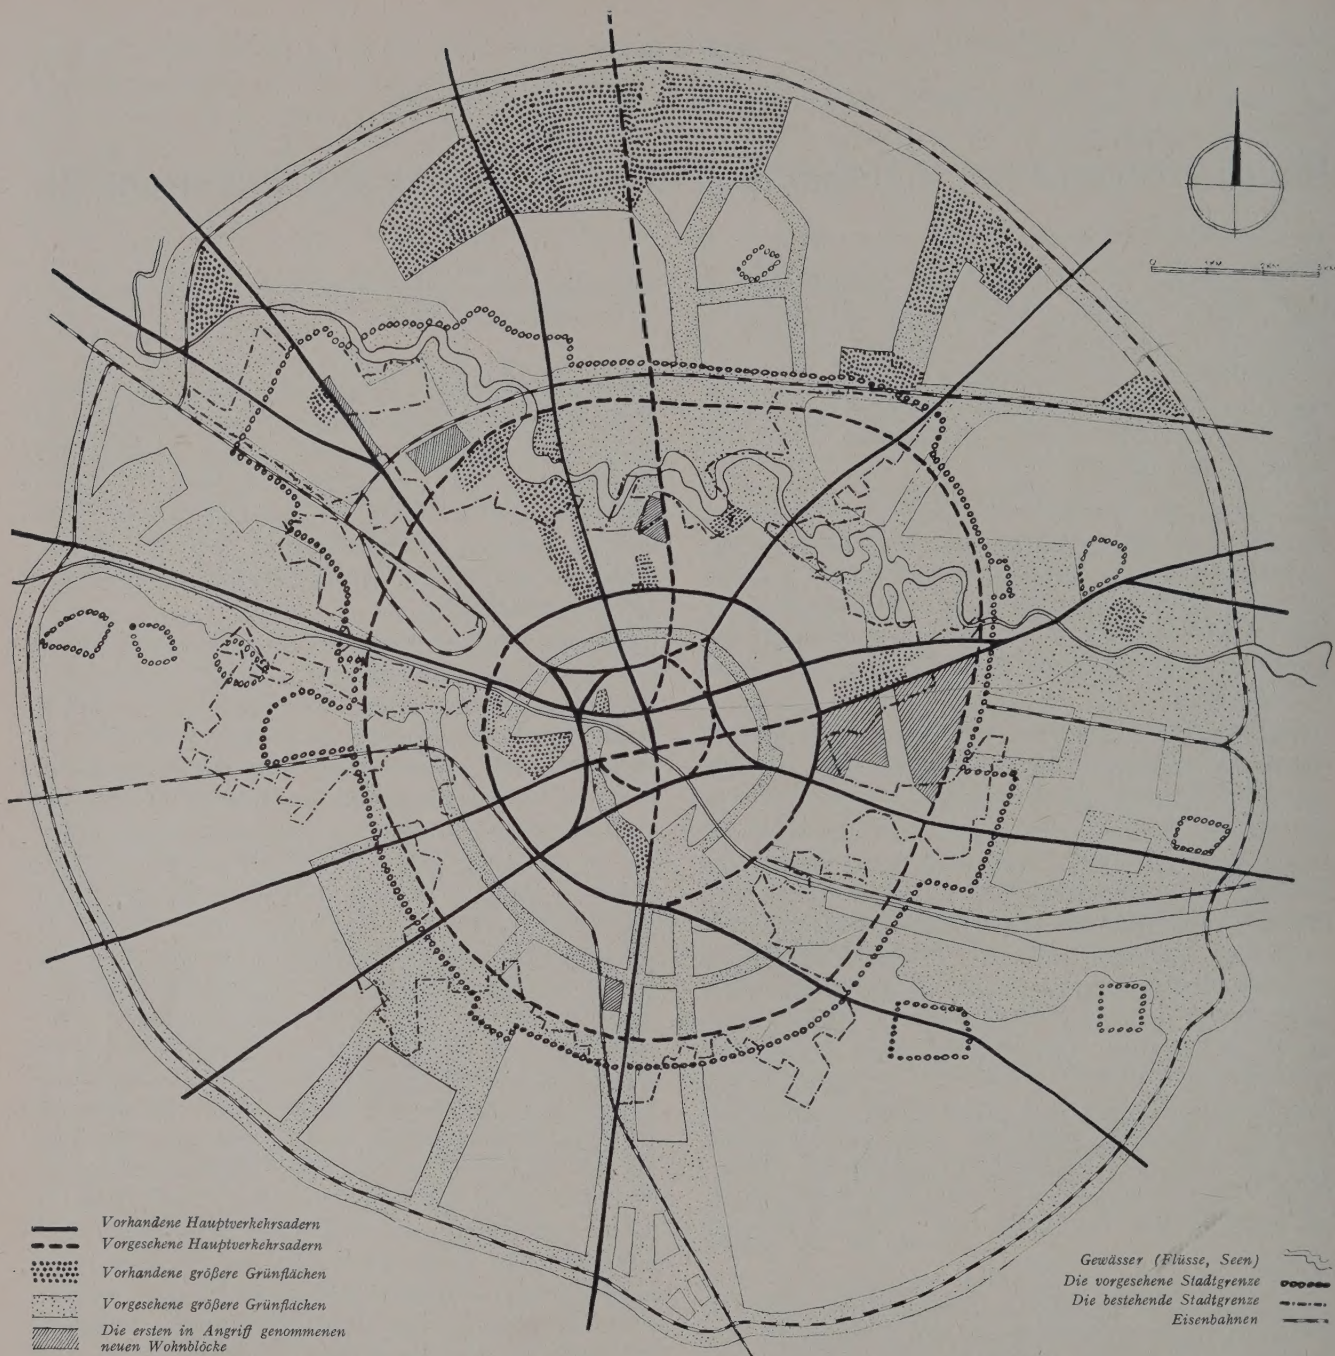 Vorhandene Hauptverkehrsadern
Vorgesehene Hauptverkehrsadern
Vorhandene größere Grünflächen
Vorgesehene größere Grünflächen
Die ersten in Angriff genommenen
neuen Wohnblöcke
Gewässer (Flüsse, Seen)
Die vorgesehene Stadtgrenze
Die bestehende Stadtgrenze
Eisenbahnen